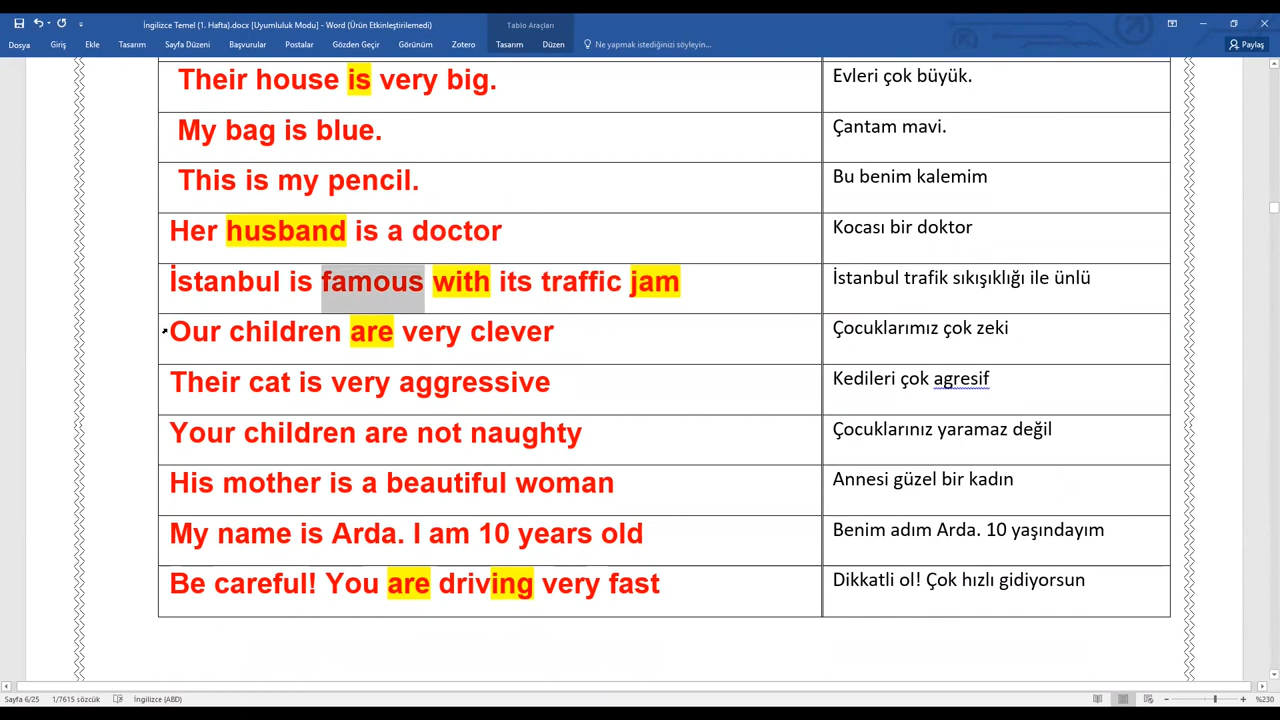 İngilizce Temel (1. Hafta).docx [Uyumluluk Modu] - Word (Ürün Etkinleştirilemedi)
Tablo Araçları
Dosya Giriş Ekle Tasarım Sayfa Düzeni Başvurular Postalar Gözden Geçir Görünüm Zotero Tasarım Düzen Ne yapmak istediğinizi söyleyin... Paylaş
Their house is very big. Evleri çok büyük.
My bag is blue. Çantam mavi.
This is my pencil. Bu benim kalemim
Her husband is a doctor Kocası bir doktor
İstanbul is famous with its traffic jam İstanbul trafik sıkışıklığı ile ünlü
Our children are very clever Çocuklarımız çok zeki
Their cat is very aggressive Kedileri çok agresif
Your children are not naughty Çocuklarınız yaramaz değil
His mother is a beautiful woman Annesi güzel bir kadın
My name is Arda. I am 10 years old Benim adım Arda. 10 yaşındayım
Be careful! You are driving very fast Dikkatli ol! Çok hızlı gidiyorsun
Sayfa 6/25 1/7615 sözcük İngilizce (ABD) %230